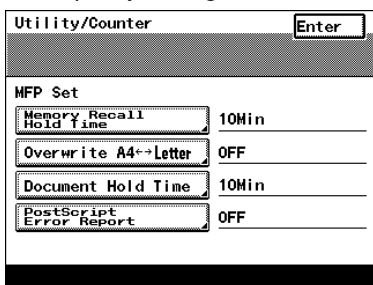 Utility/Counter
Enter
MFP Set
Memory Recall
Hold Time
10Min
Overwrite A4↔Letter
OFF
Document Hold Time
10Min
PostScript
Error Report
OFF